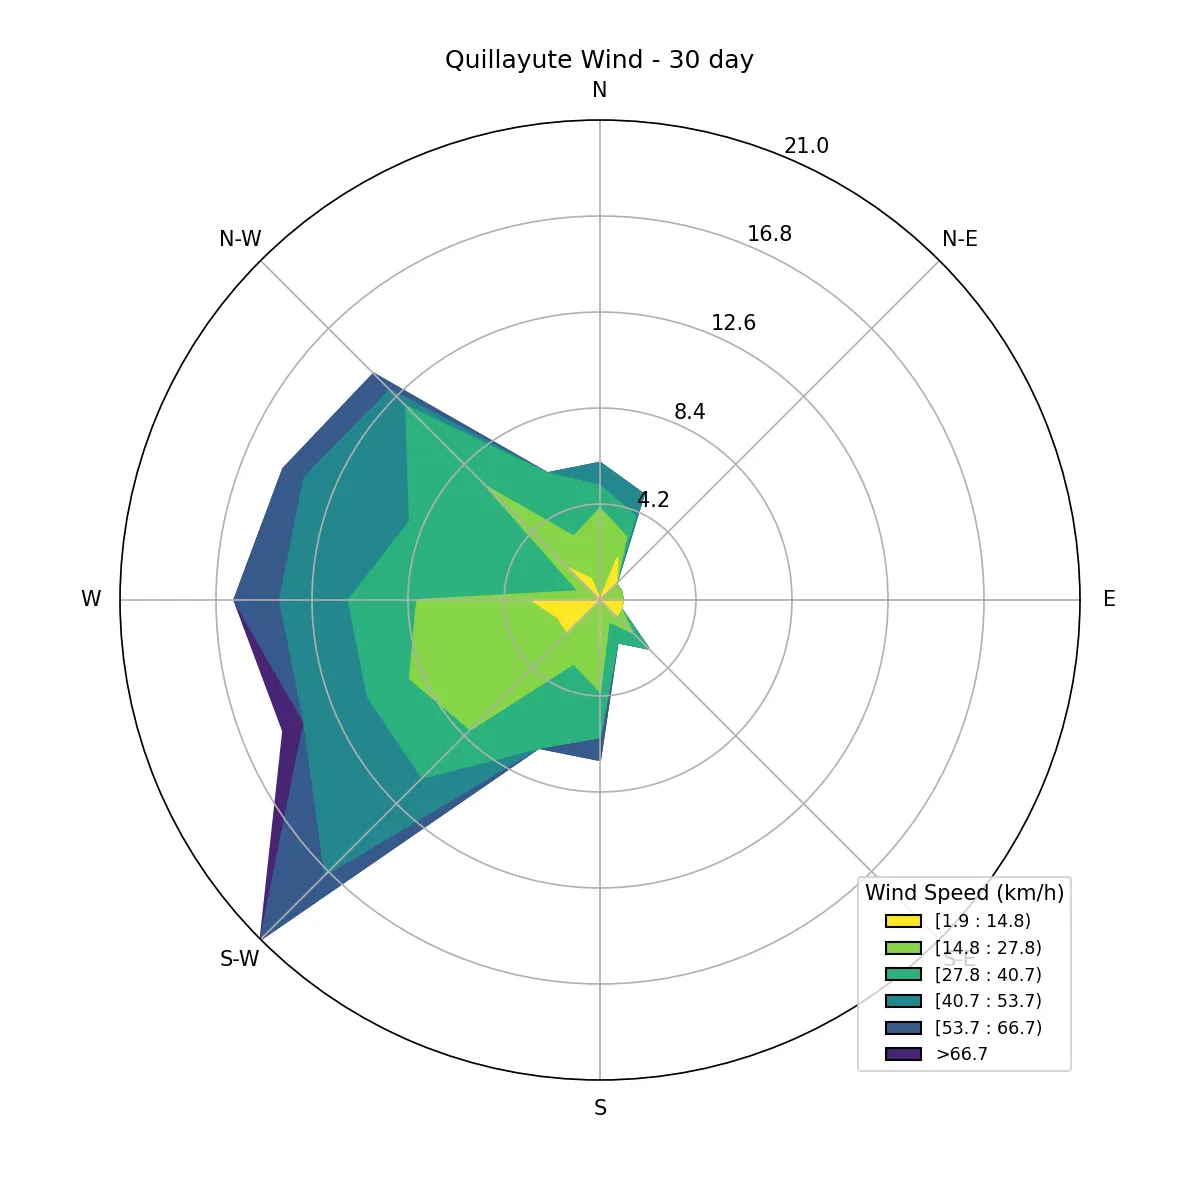 Quillayute Wind - 30 day
N
21.0
16.8
N-W
N-E
12.6
8.4
4.2
W
E
S-W
S-E
Wind Speed (km/h)
[1.9 : 14.8)
[14.8 : 27.8)
[27.8 : 40.7)
[40.7 : 53.7)
[53.7 : 66.7)
>66.7
S